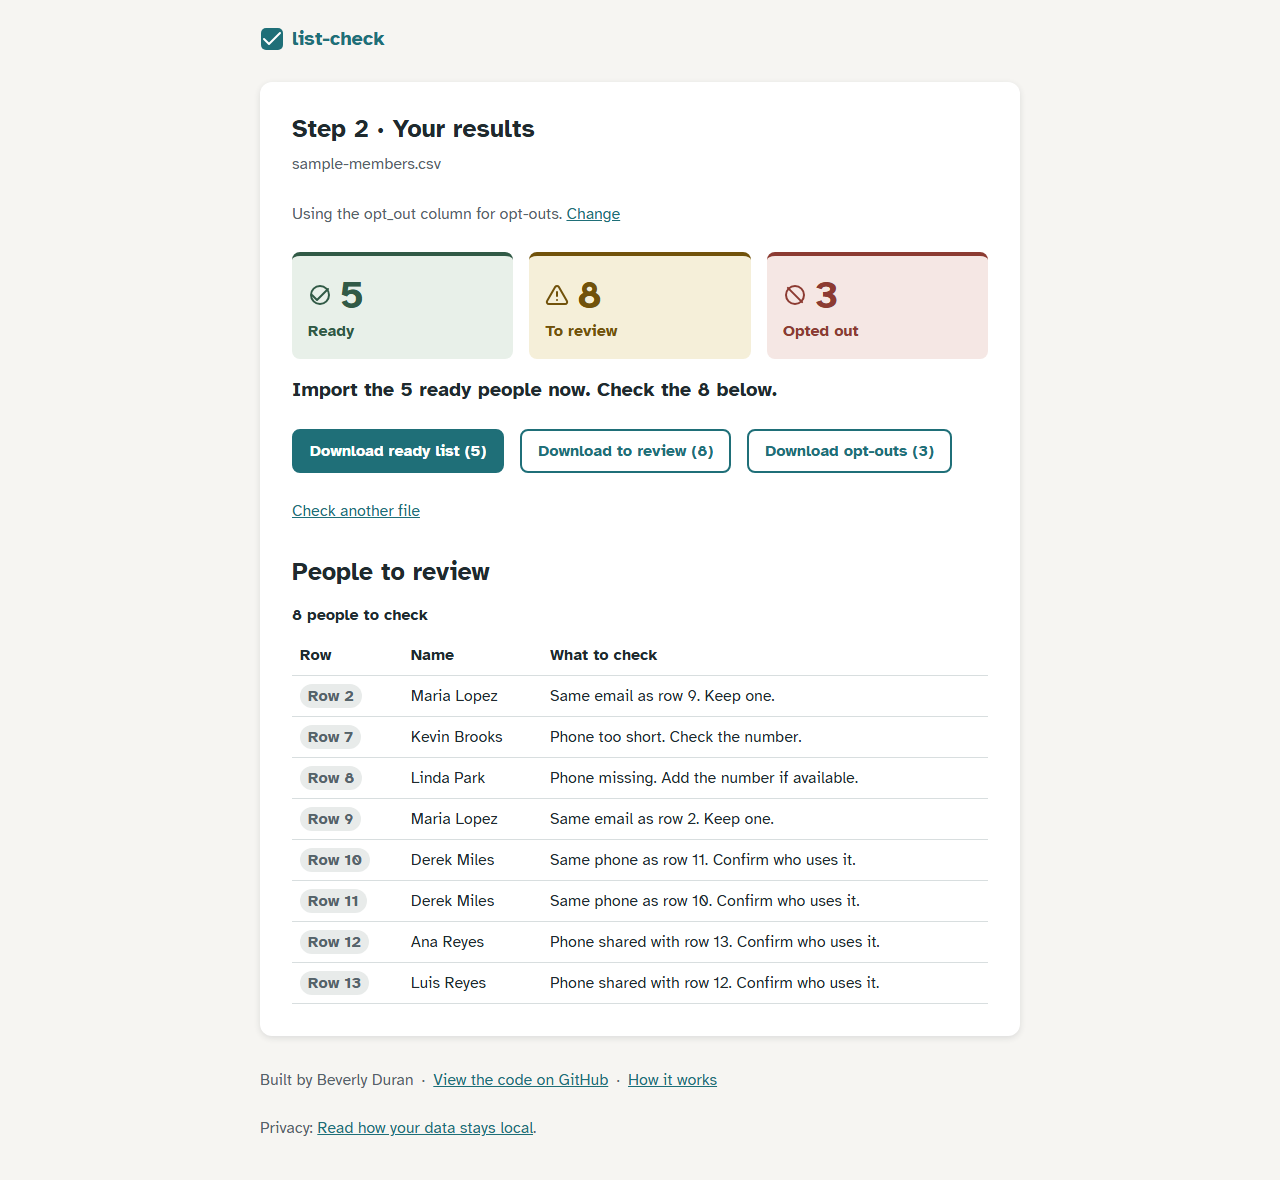 list-check
Step 2 · Your results
sample-members.csv
Using the opt_out column for opt-outs. Change
5
Ready
8
To review
3
Opted out
Import the 5 ready people now. Check the 8 below.
Download ready list (5)
Download to review (8)
Download opt-outs (3)
Check another file
People to review
8 people to check
Row Name What to check
Row 2 Maria Lopez Same email as row 9. Keep one.
Row 7 Kevin Brooks Phone too short. Check the number.
Row 8 Linda Park Phone missing. Add the number if available.
Row 9 Maria Lopez Same email as row 2. Keep one.
Row 10 Derek Miles Same phone as row 11. Confirm who uses it.
Row 11 Derek Miles Same phone as row 10. Confirm who uses it.
Row 12 Ana Reyes Phone shared with row 13. Confirm who uses it.
Row 13 Luis Reyes Phone shared with row 12. Confirm who uses it.
Built by Beverly Duran · View the code on GitHub · How it works
Privacy: Read how your data stays local.